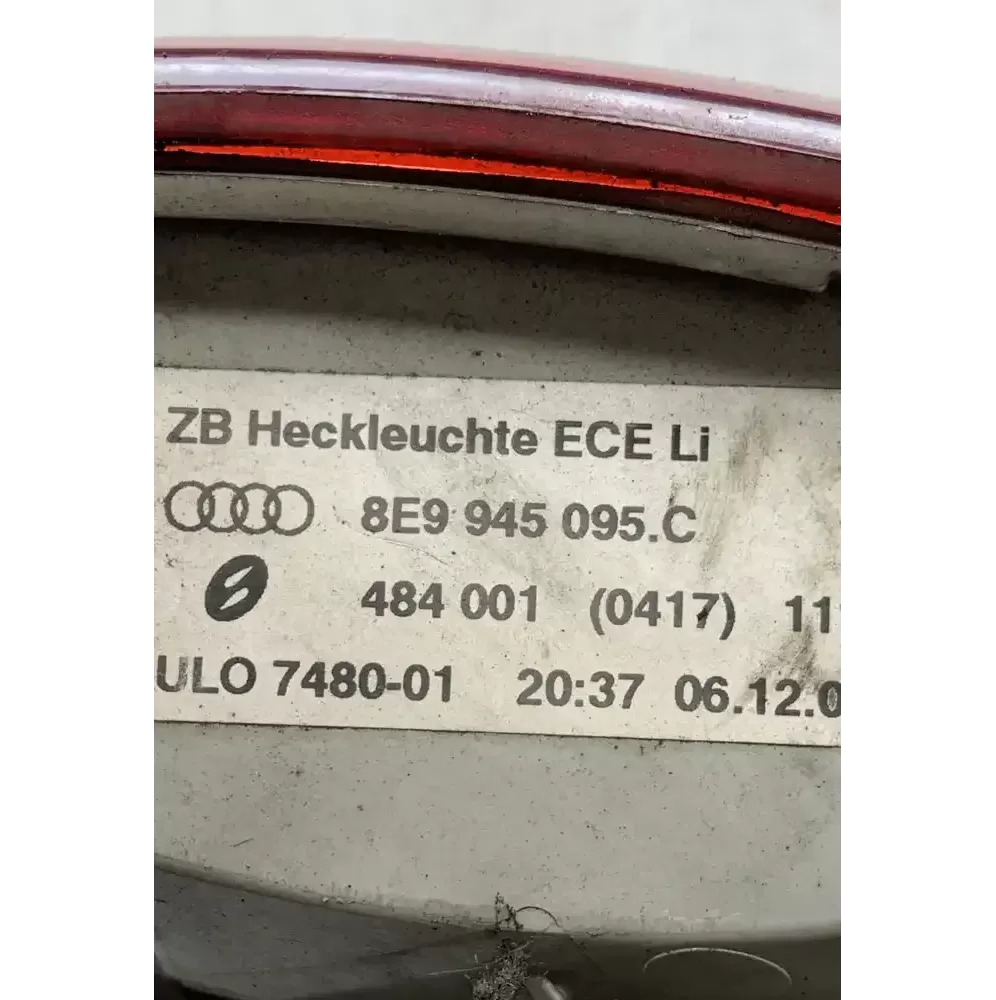 ZB Heckleuchte ECE Li
8E9 945 095.C
S 484 001 (0417) 11
ULO 7480-01 20:37 06.12.0